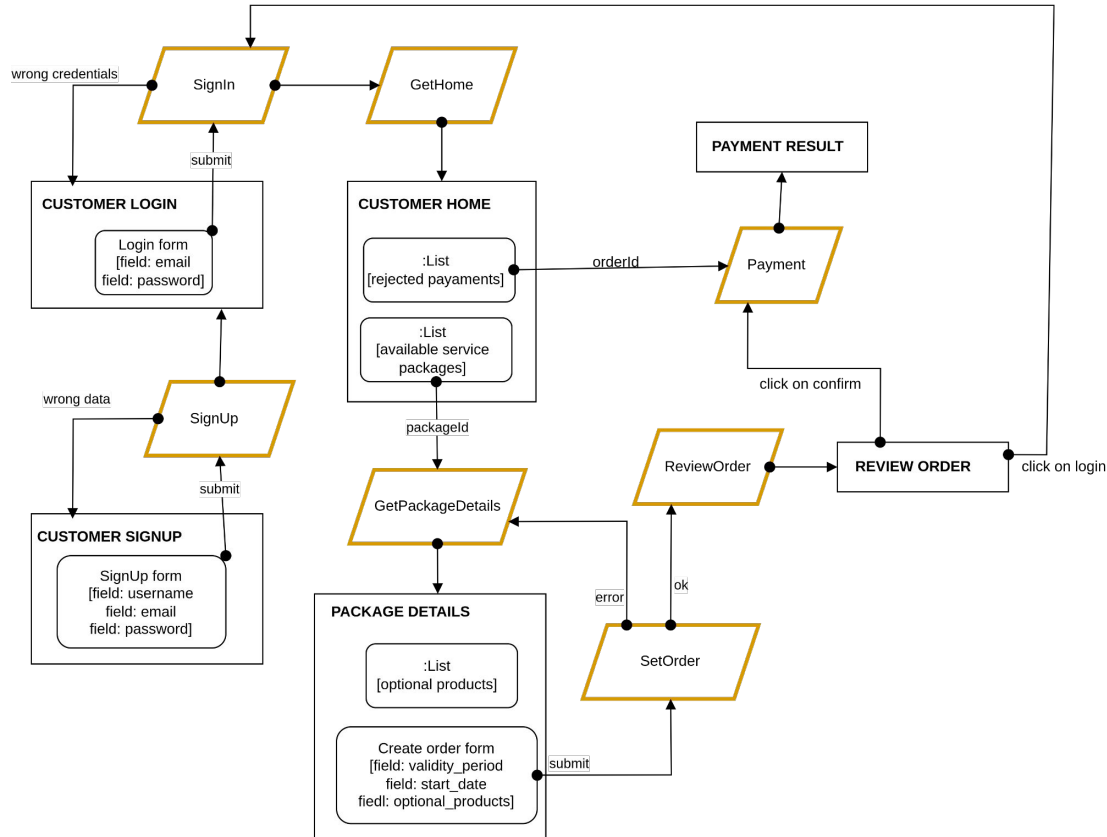 SignIn
GetHome
wrong credentials
submit
CUSTOMER LOGIN
Login form
[field: email
field: password]
CUSTOMER HOME
:List
[rejected payaments]
orderId
:List
[available service
packages]
PAYMENT RESULT
Payment
click on confirm
wrong data
SignUp
submit
CUSTOMER SIGNUP
SignUp form
[field: username
field: email
field: password]
packageId
GetPackageDetails
ReviewOrder
REVIEW ORDER
click on login
error
ok
SetOrder
PACKAGE DETAILS
:List
[optional products]
Create order form
[field: validity_period
field: start_date
fiedl: optional_products]
submit